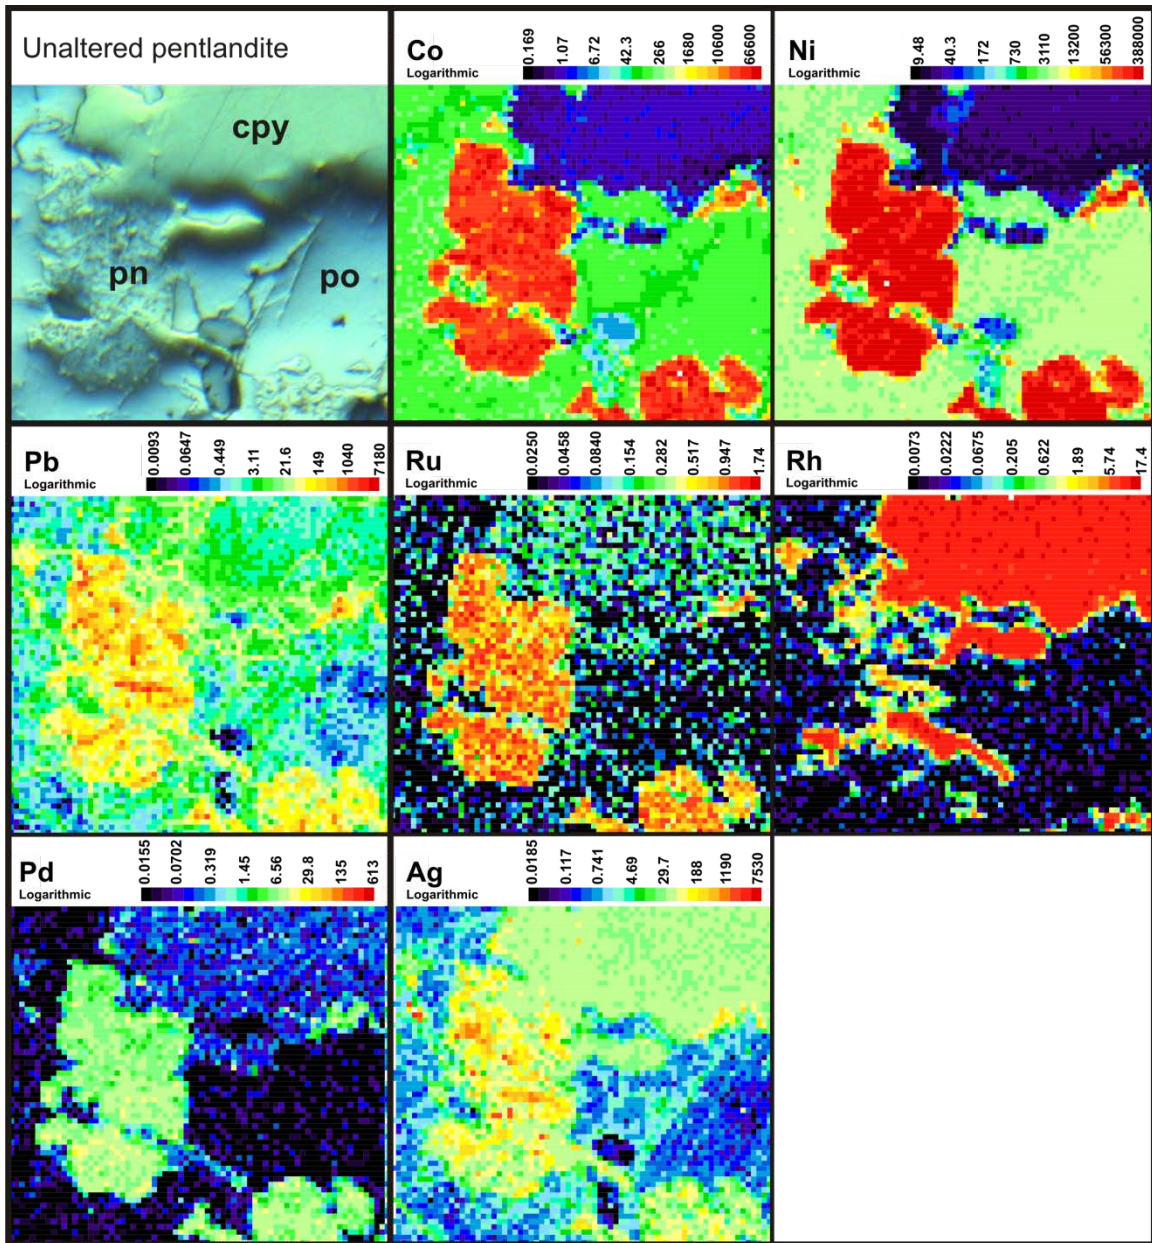 Unaltered pentlandite
cpy
pn
po
Co
Logarithmic
0.169 1.07 6.72 42.3 266 1680 10600 66600
Ni
Logarithmic
9.48 40.3 172 730 3110 13200 56300 388000
Pb
Logarithmic
0.0093 0.0647 0.4499 3.11 21.6 149 1040 7180
Ru
Logarithmic
0.0250 0.0458 0.0840 0.154 0.282 0.517 0.947 1.74
Rh
Logarithmic
0.0073 0.0222 0.0675 0.205 0.622 1.89 5.74 17.4
Pd
Logarithmic
0.0155 0.0702 0.319 1.45 6.56 29.8 135 613
Ag
Logarithmic
0.0185 0.117 0.741 4.69 29.7 188 1190 7530